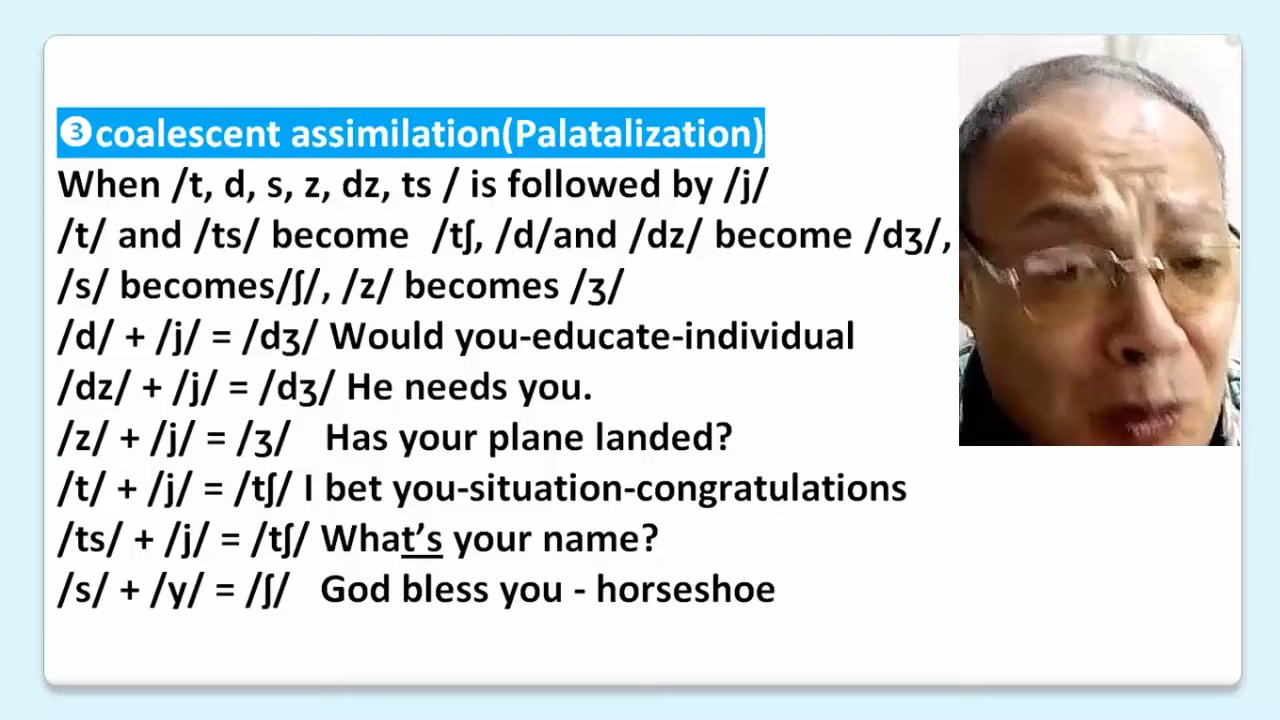 ❸coalescent assimilation(Palatalization)
When /t, d, s, z, dz, ts / is followed by /j/
/t/ and /ts/ become /tʃ, /d/and /dz/ become /dʒ/,
/s/ becomes/ʃ/, /z/ becomes /ʒ/
/d/ + /j/ = /dʒ/ Would you-educate-individual
/dz/ + /j/ = /dʒ/ He needs you.
/z/ + /j/ = /ʒ/ Has your plane landed?
/t/ + /j/ = /tʃ/ I bet you-situation-congratulations
/ts/ + /j/ = /tʃ/ What’s your name?
/s/ + /y/ = /ʃ/ God bless you - horseshoe